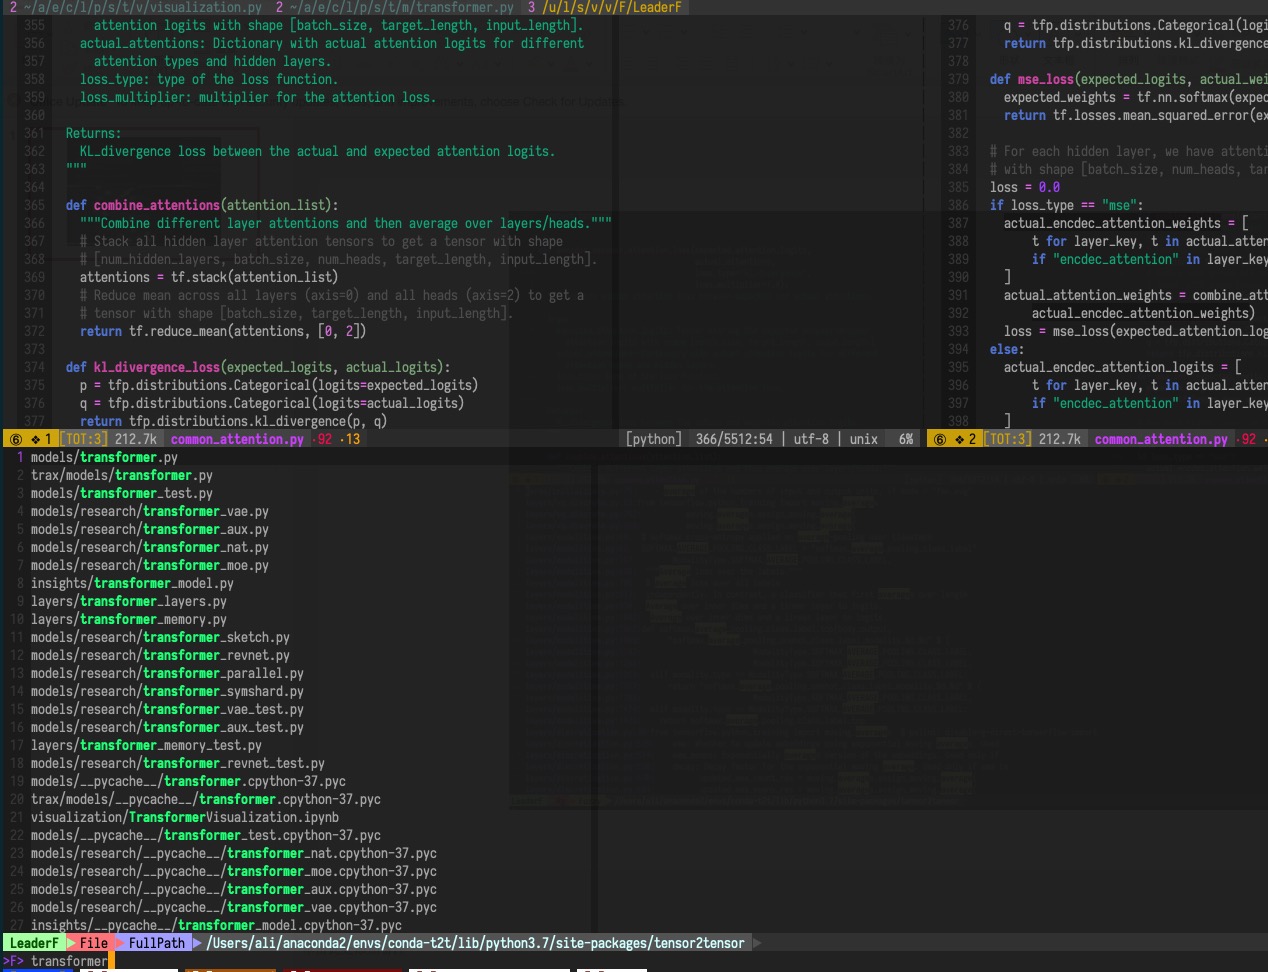 2 ~/a/e/c/l/p/s/t/v/visualization.py 2 ~/a/e/c/l/p/s/t/m/transformer.py 3 /u/l/s/v/v/F/LeaderF
355 attention logits with shape [batch_size, target_length, input_length].
356 actual_attentions: Dictionary with actual attention logits for different
357 attention types and hidden layers.
358 loss_type: type of the loss function.
359 loss_multiplier: multiplier for the attention loss.
360
361 Returns:
362 KL_divergence loss between the actual and expected attention logits.
363 """
364
365 def combine_attentions(attention_list):
366 """Combine different layer attentions and then average over layers/heads."""
367 # Stack all hidden layer attention tensors to get a tensor with shape
368 # [num_hidden_layers, batch_size, num_heads, target_length, input_length].
369 attentions = tf.stack(attention_list)
370 # Reduce mean across all layers (axis=0) and all heads (axis=2) to get a
371 # tensor with shape [batch_size, target_length, input_length].
372 return tf.reduce_mean(attentions, [0, 2])
373
374 def kl_divergence_loss(expected_logits, actual_logits):
375 p = tfp.distributions.Categorical(logits=expected_logits)
376 q = tfp.distributions.Categorical(logits=actual_logits)
377 return tfp.distributions.kl_divergence(p, q)
376 q = tfp.distributions.Categorical(logi
377 return tfp.distributions.kl_divergence
378
379 def mse_loss(expected_logits, actual_wei
380 expected_weights = tf.nn.softmax(expec
381 return tf.losses.mean_squared_error(ex
382
383 # For each hidden layer, we have attenti
384 # with shape [batch_size, num_heads, tar
385 loss = 0.0
386 if loss_type == "mse":
387 actual_encdec_attention_weights = [
388 t for layer_key, t in actual_atten
389 if "encdec_attention" in layer_key
390 ]
391 actual_attention_weights = combine_att
392 actual_encdec_attention_weights)
393 loss = mse_loss(expected_attention_log
394 else:
395 actual_encdec_attention_logits = [
396 t for layer_key, t in actual_atten
397 if "encdec_attention" in layer_key
398 ]
⑥ ❖ 1 [TOT:3] 212.7k common_attention.py ·92 ·13 [python] 366/5512:54 | utf-8 | unix 6%
⑥ ❖ 2 [TOT:3] 212.7k common_attention.py ·92 ·
1 models/transformer.py
2 trax/models/transformer.py
3 models/transformer_test.py
4 models/research/transformer_vae.py
5 models/research/transformer_aux.py
6 models/research/transformer_nat.py
7 models/research/transformer_moe.py
8 insights/transformer_model.py
9 layers/transformer_layers.py
10 layers/transformer_memory.py
11 models/research/transformer_sketch.py
12 models/research/transformer_revnet.py
13 models/research/transformer_parallel.py
14 models/research/transformer_symshard.py
15 models/research/transformer_vae_test.py
16 models/research/transformer_aux_test.py
17 layers/transformer_memory_test.py
18 models/research/transformer_revnet_test.py
19 models/__pycache__/transformer.cpython-37.pyc
20 trax/models/__pycache__/transformer.cpython-37.pyc
21 visualization/TransformerVisualization.ipynb
22 models/__pycache__/transformer_test.cpython-37.pyc
23 models/research/__pycache__/transformer_nat.cpython-37.pyc
24 models/research/__pycache__/transformer_moe.cpython-37.pyc
25 models/research/__pycache__/transformer_aux.cpython-37.pyc
26 models/research/__pycache__/transformer_vae.cpython-37.pyc
27 insights/__pycache__/transformer_model.cpython-37.pyc
LeaderF File FullPath /Users/ali/anaconda2/envs/conda-t2t/lib/python3.7/site-packages/tensor2tensor
>F> transformer